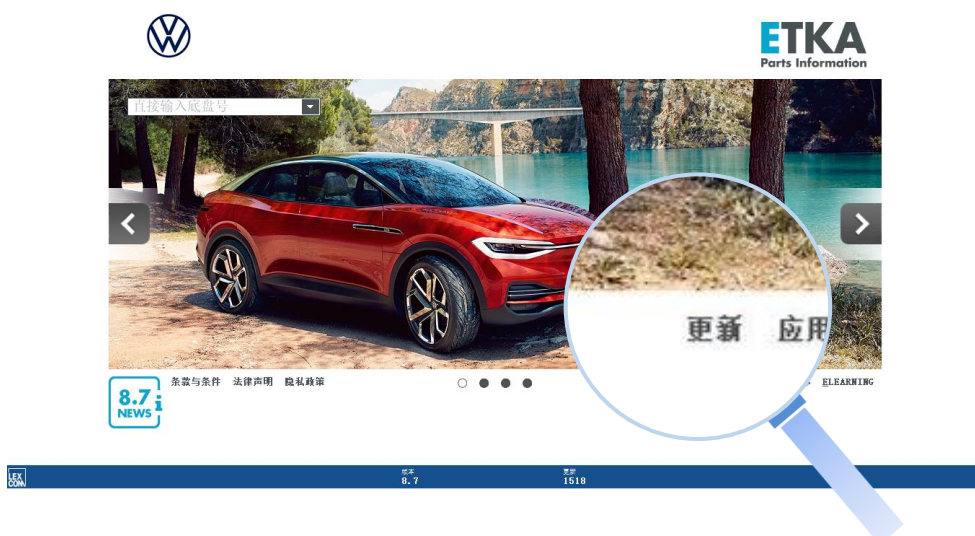 ETKA
Parts Information
直接输入底盘号
更新 应用
条款与条件 法律声明 隐私政策
ELEARNING
8.7
NEWS i
LEX
COM
版本
8.7
更新
1518